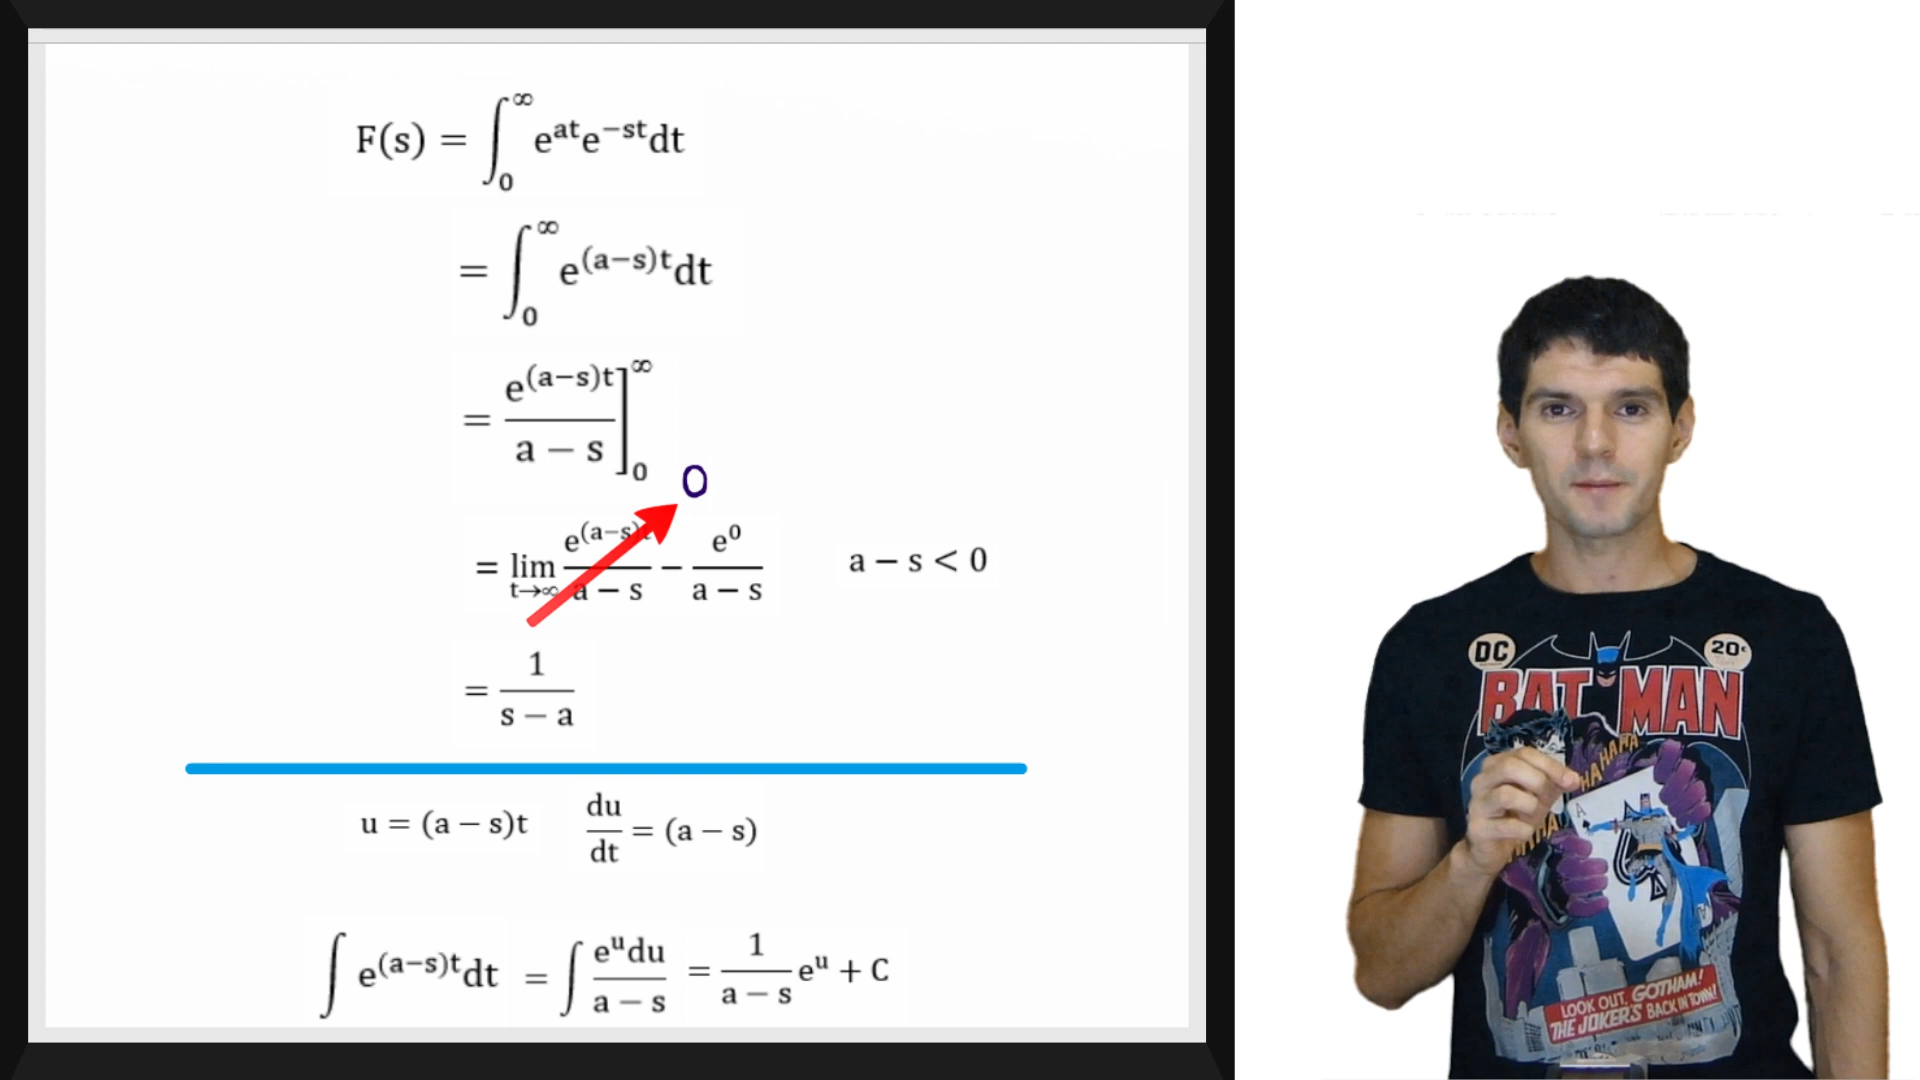 F(s) = ∫₀^∞ e^{at}e^{−st}dt
= ∫₀^∞ e^{(a−s)t}dt
= e^{(a−s)t}/(a − s)]₀^∞
0
= lim_{t→∞} e^{(a−s)}/(a − s) − e⁰/(a − s)    a − s < 0
= 1/(s − a)
u = (a − s)t    du/dt = (a − s)
∫ e^{(a−s)t}dt = ∫ e^u du/(a − s) = 1/(a − s) e^u + C
DC
20¢
BATMAN
HAHAHA
HAHA
A
LOOK OUT, GOTHAM!
THE JOKER'S BACK IN TOWN!